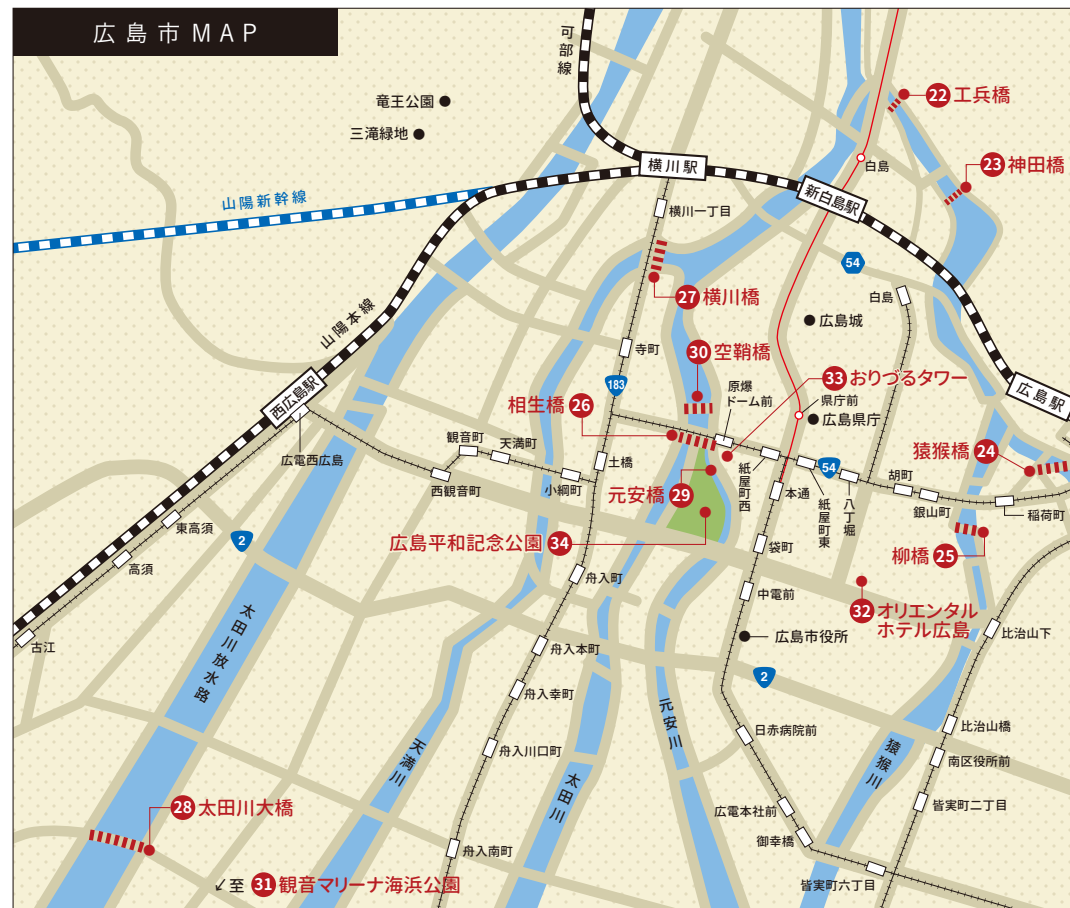 広島市 MAP
可部線
竜王公園
三滝緑地
22 工兵橋
白島
横川駅
23 神田橋
新白島駅
山陽新幹線
横川一丁目
54
27 横川橋
白島
広島城
山陽本線
寺町
30 空鞘橋
33 おりづるタワー
183
原爆
ドーム前
県庁前
広島県庁
広島駅
西広島駅
相生橋 26
広電西広島
観音町
天満町
土橋
西観音町
小網町
元安橋 29
紙屋町西
本通
紙屋町東
54
八丁堀
胡町
銀山町
猿猴橋 24
稲荷町
東高須
2
高須
広島平和記念公園 34
袋町
柳橋 25
舟入町
中電前
32 オリエンタル
ホテル広島
古江
太田川放水路
舟入本町
広島市役所
比治山下
2
舟入幸町
元安川
日赤病院前
比治山橋
天満川
舟入川口町
太田川
猿猴川
南区役所前
28 太田川大橋
広電本社前
皆実町二丁目
御幸橋
舟入南町
↙至 31 観音マリーナ海浜公園
皆実町六丁目